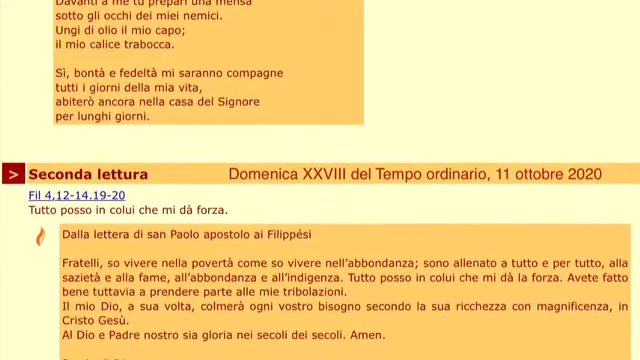 Davanti a me tu prepari una mensa
sotto gli occhi dei miei nemici.
Ungi di olio il mio capo;
il mio calice trabocca.
Sì, bontà e fedeltà mi saranno compagne
tutti i giorni della mia vita,
abiterò ancora nella casa del Signore
per lunghi giorni.
> Seconda lettura Domenica XXVIII del Tempo ordinario, 11 ottobre 2020
Fil 4,12-14.19-20
Tutto posso in colui che mi dà forza.
Dalla lettera di san Paolo apostolo ai Filippési
Fratelli, so vivere nella povertà come so vivere nell’abbondanza; sono allenato a tutto e per tutto, alla
sazietà e alla fame, all’abbondanza e all’indigenza. Tutto posso in colui che mi dà la forza. Avete fatto
bene tuttavia a prendere parte alle mie tribolazioni.
Il mio Dio, a sua volta, colmerà ogni vostro bisogno secondo la sua ricchezza con magnificenza, in
Cristo Gesù.
Al Dio e Padre nostro sia gloria nei secoli dei secoli. Amen.